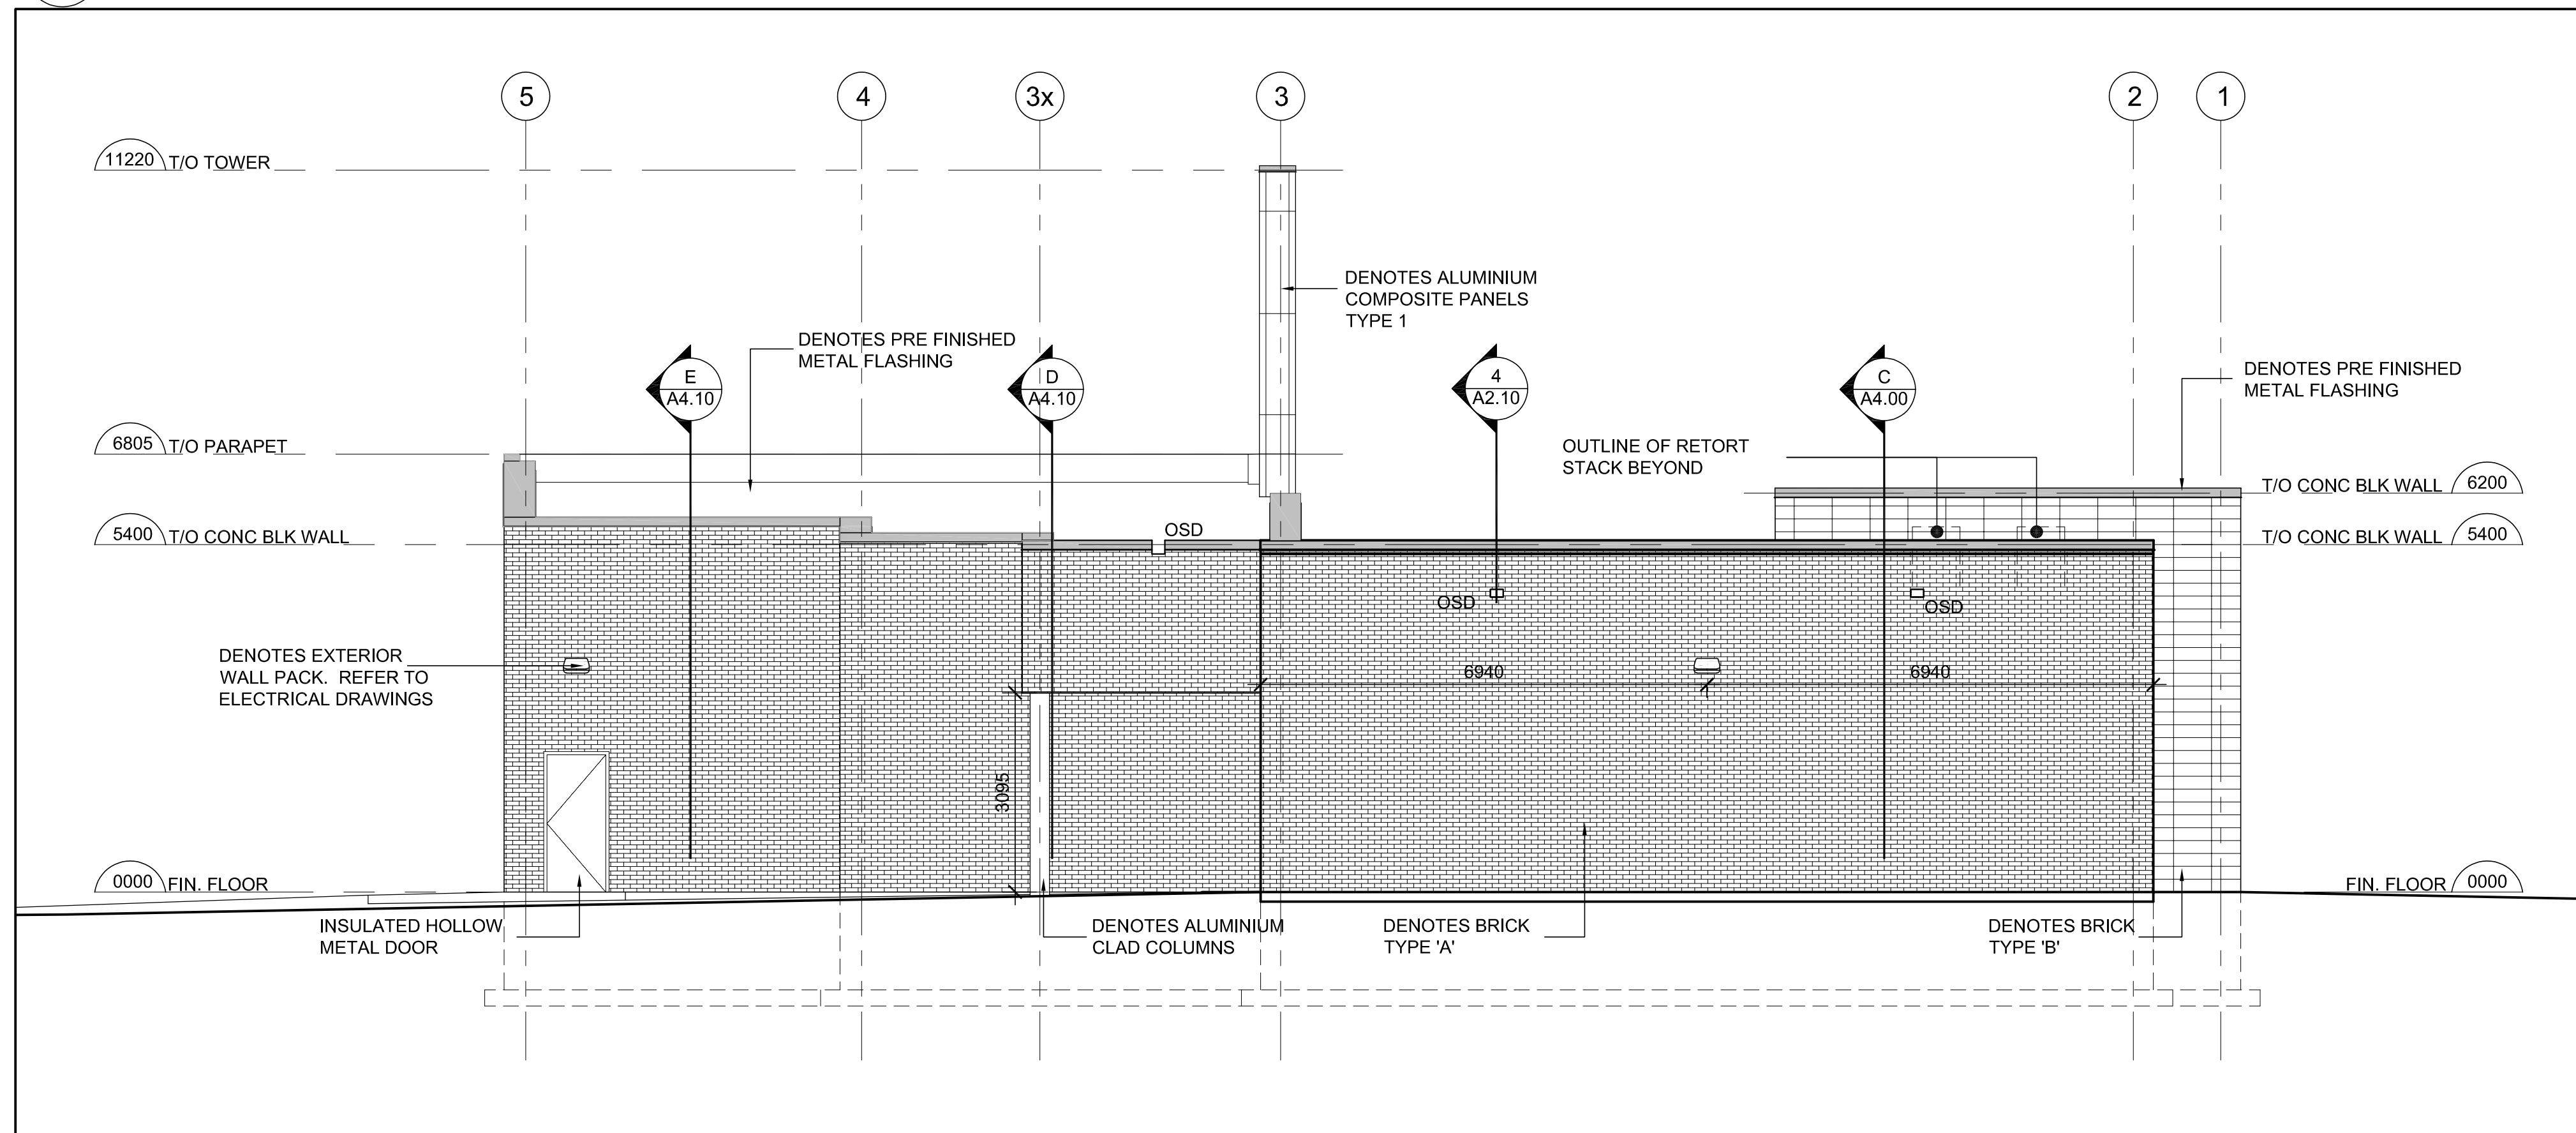 5
4
3x
3
2
1
11220 T/O TOWER
DENOTES ALUMINIUM
COMPOSITE PANELS
TYPE 1
DENOTES PRE FINISHED
METAL FLASHING
E
A4.10
D
A4.10
4
A2.10
C
A4.00
DENOTES PRE FINISHED
METAL FLASHING
6805 T/O PARAPET
OUTLINE OF RETORT
STACK BEYOND
T/O CONC BLK WALL 6200
5400 T/O CONC BLK WALL
OSD
T/O CONC BLK WALL 5400
OSD
OSD
DENOTES EXTERIOR
WALL PACK. REFER TO
ELECTRICAL DRAWINGS
6940
6940
3095
0000 FIN. FLOOR
FIN. FLOOR 0000
INSULATED HOLLOW
METAL DOOR
DENOTES ALUMINIUM
CLAD COLUMNS
DENOTES BRICK
TYPE 'A'
DENOTES BRICK
TYPE 'B'